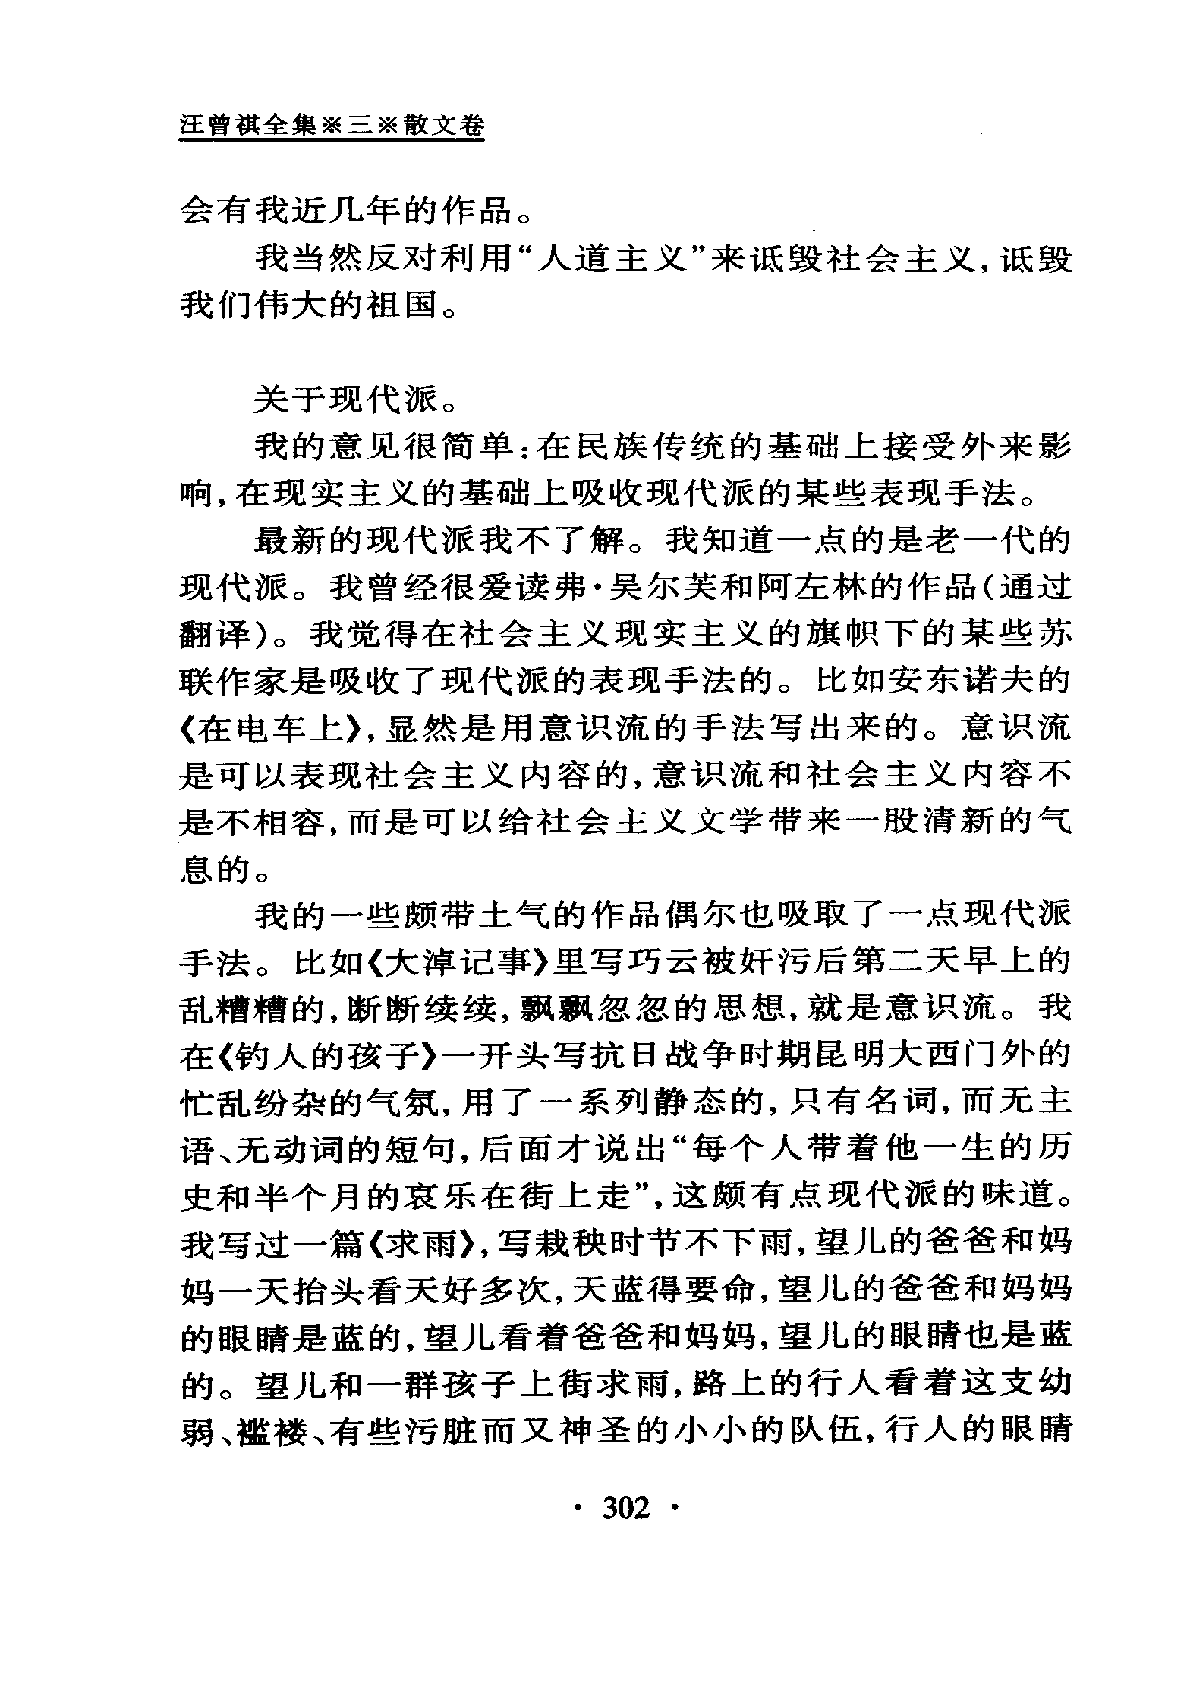 汪曾祺全集※三※散文卷
会有我近几年的作品。
我当然反对利用“人道主义”来诋毁社会主义，诋毁
我们伟大的祖国。
关于现代派。
我的意见很简单：在民族传统的基础上接受外来影
响，在现实主义的基础上吸收现代派的某些表现手法。
最新的现代派我不了解。我知道一点的是老一代的
现代派。我曾经很爱读弗·吴尔芙和阿左林的作品（通过
翻译）。我觉得在社会主义现实主义的旗帜下的某些苏
联作家是吸收了现代派的表现手法的。比如安东诺夫的
《在电车上》，显然是用意识流的手法写出来的。意识流
是可以表现社会主义内容的，意识流和社会主义内容不
是不相容，而是可以给社会主义文学带来一股清新的气
息的。
我的一些颇带土气的作品偶尔也吸取了一点现代派
手法。比如《大淖记事》里写巧云被奸污后第二天早上的
乱糟糟的，断断续续，飘飘忽忽的思想，就是意识流。我
在《钓人的孩子》一开头写抗日战争时期昆明大西门外的
忙乱纷杂的气氛，用了一系列静态的，只有名词，而无主
语、无动词的短句，后面才说出“每个人带着他一生的历
史和半个月的哀乐在街上走”，这颇有点现代派的味道。
我写过一篇《求雨》，写栽秧时节不下雨，望儿的爸爸和妈
妈一天抬头看天好多次，天蓝得要命，望儿的爸爸和妈妈
的眼睛是蓝的，望儿看着爸爸和妈妈，望儿的眼睛也是蓝
的。望儿和一群孩子上街求雨，路上的行人看着这支幼
弱、褴褛、有些污脏而又神圣的小小的队伍，行人的眼睛
· 302 ·